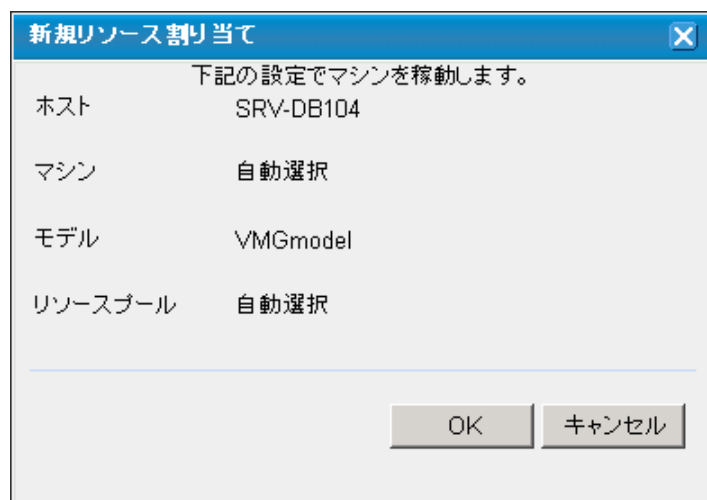 新規リソース割り当て
下記の設定でマシンを稼動します。
ホスト SRV-DB104
マシン 自動選択
モデル VMGmodel
リソースプール 自動選択
OK キャンセル